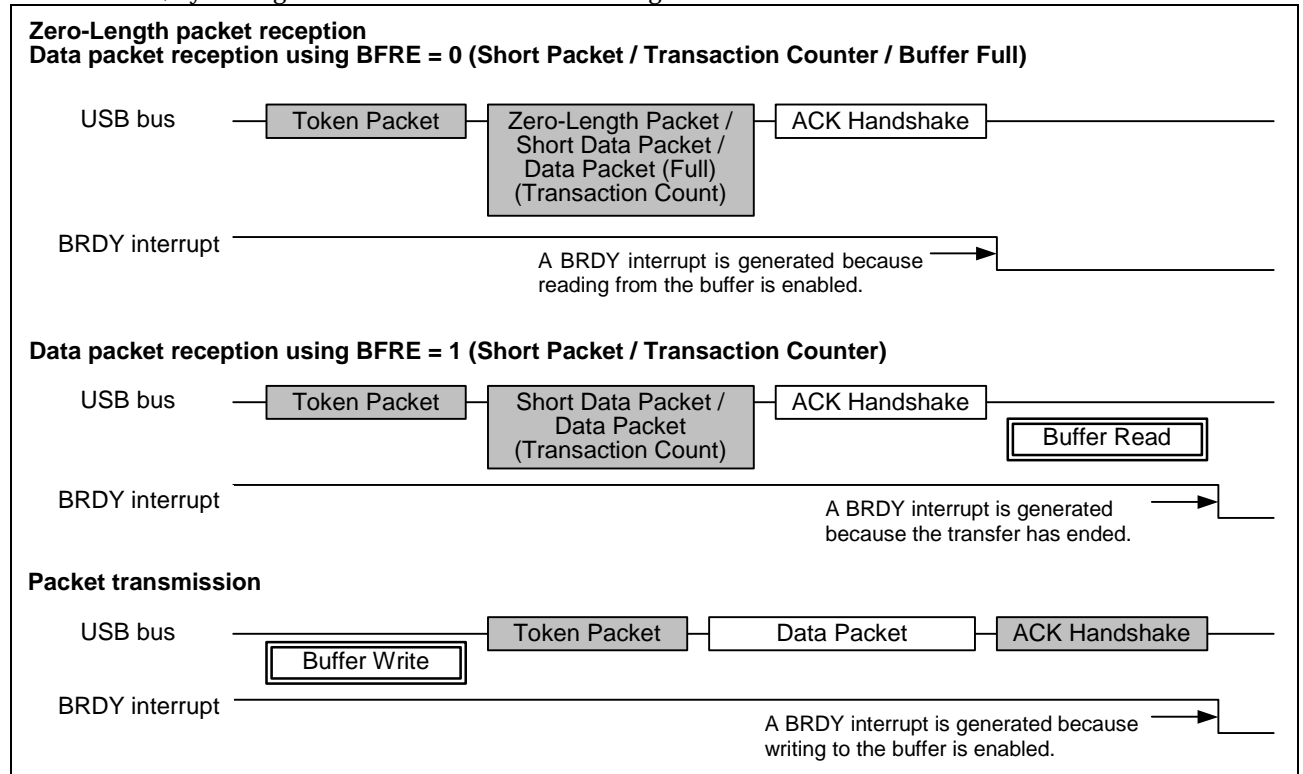 Zero-Length packet reception
Data packet reception using BFRE = 0 (Short Packet / Transaction Counter / Buffer Full)
USB bus
Token Packet
Zero-Length Packet /
Short Data Packet /
Data Packet (Full)
(Transaction Count)
ACK Handshake
BRDY interrupt
A BRDY interrupt is generated because
reading from the buffer is enabled.
Data packet reception using BFRE = 1 (Short Packet / Transaction Counter)
USB bus
Token Packet
Short Data Packet /
Data Packet
(Transaction Count)
ACK Handshake
Buffer Read
BRDY interrupt
A BRDY interrupt is generated
because the transfer has ended.
Packet transmission
USB bus
Token Packet
Data Packet
ACK Handshake
Buffer Write
BRDY interrupt
A BRDY interrupt is generated because
writing to the buffer is enabled.